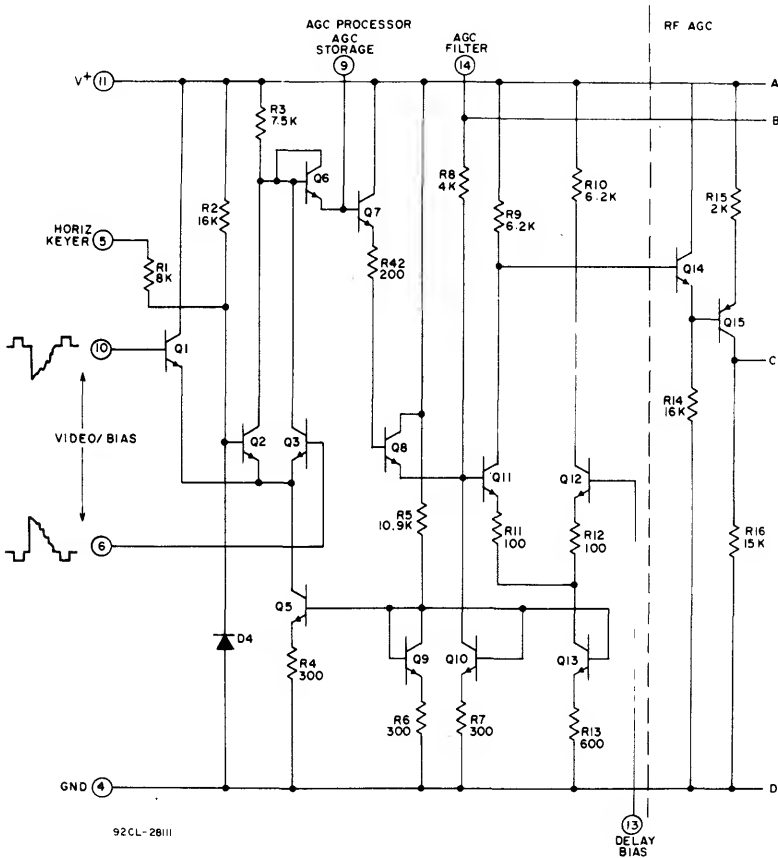 AGC PROCESSOR
AGC
STORAGE
9
AGC
FILTER
14
RF AGC
V+ 11
A
B
R3
7.5K
Q6
Q7
R8
4K
R10
6.2K
R15
2K
R2
16K
R9
6.2K
HORIZ
KEYER 5
R1
8K
R42
200
Q14
Q15
10
Q1
C
R14
16K
VIDEO/BIAS
Q2
Q3
Q8
Q11
Q12
R5
10.9K
R11
100
R12
100
R16
15K
6
Q5
D4
Q9
Q10
Q13
R4
300
R6
300
R7
300
R13
600
GND 4
D
92CL-28111
13
DELAY
BIAS